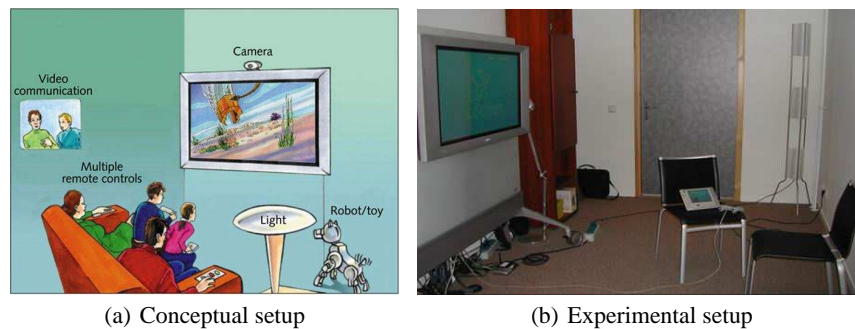 Camera
Video
communication
Multiple
remote controls
Light
Robot/toy
(a) Conceptual setup
(b) Experimental setup